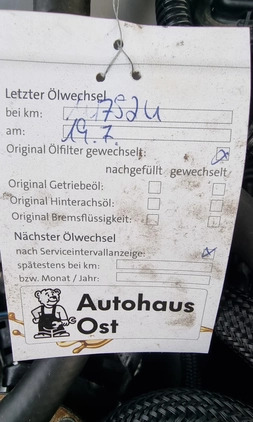 Letzter Ölwechsel
bei km:
am: 19.7.
Original Ölfilter gewechselt:
nachgefüllt gewechselt
Original Getriebeöl:
Original Hinterachsöl:
Original Bremsflüssigkeit:
Nächster Ölwechsel
nach Serviceintervallanzeige:
spätestens bei km:
bzw. Monat / Jahr:
Autohaus
Ost